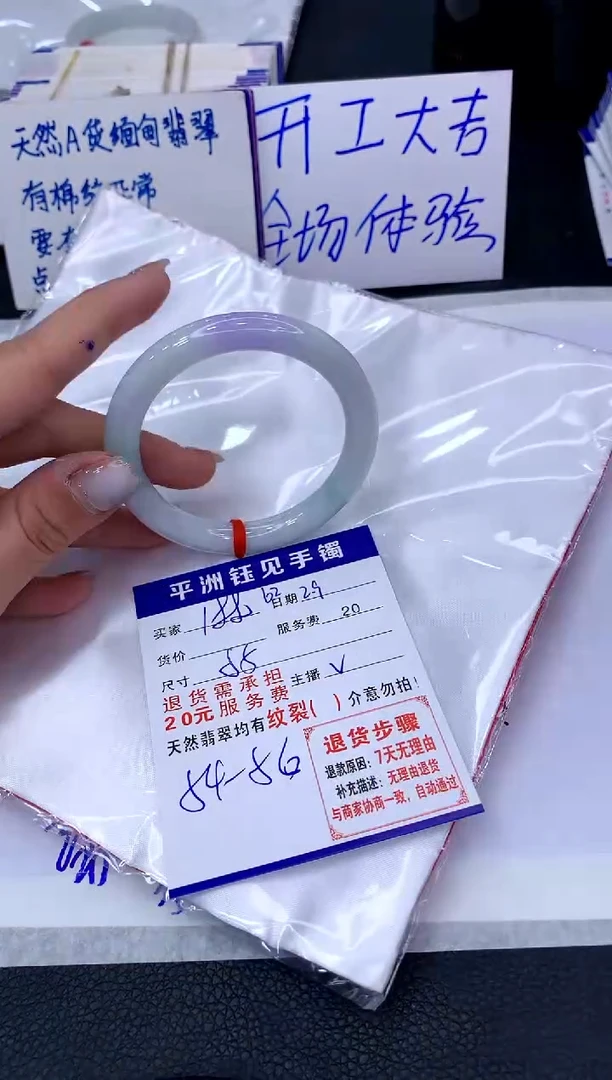 天然A货缅甸翡翠
有棉纹正常
要
点
开工大吉
全场体验
平洲钰见手镯
买家
日期 29
货价
服务费 20
尺寸
主播 V
退货需承担
20元服务费
天然翡翠均有纹裂( )介意勿拍!
退货步骤
退款原因:7天无理由
补充描述:无理由退货
与商家协商一致,自动通过